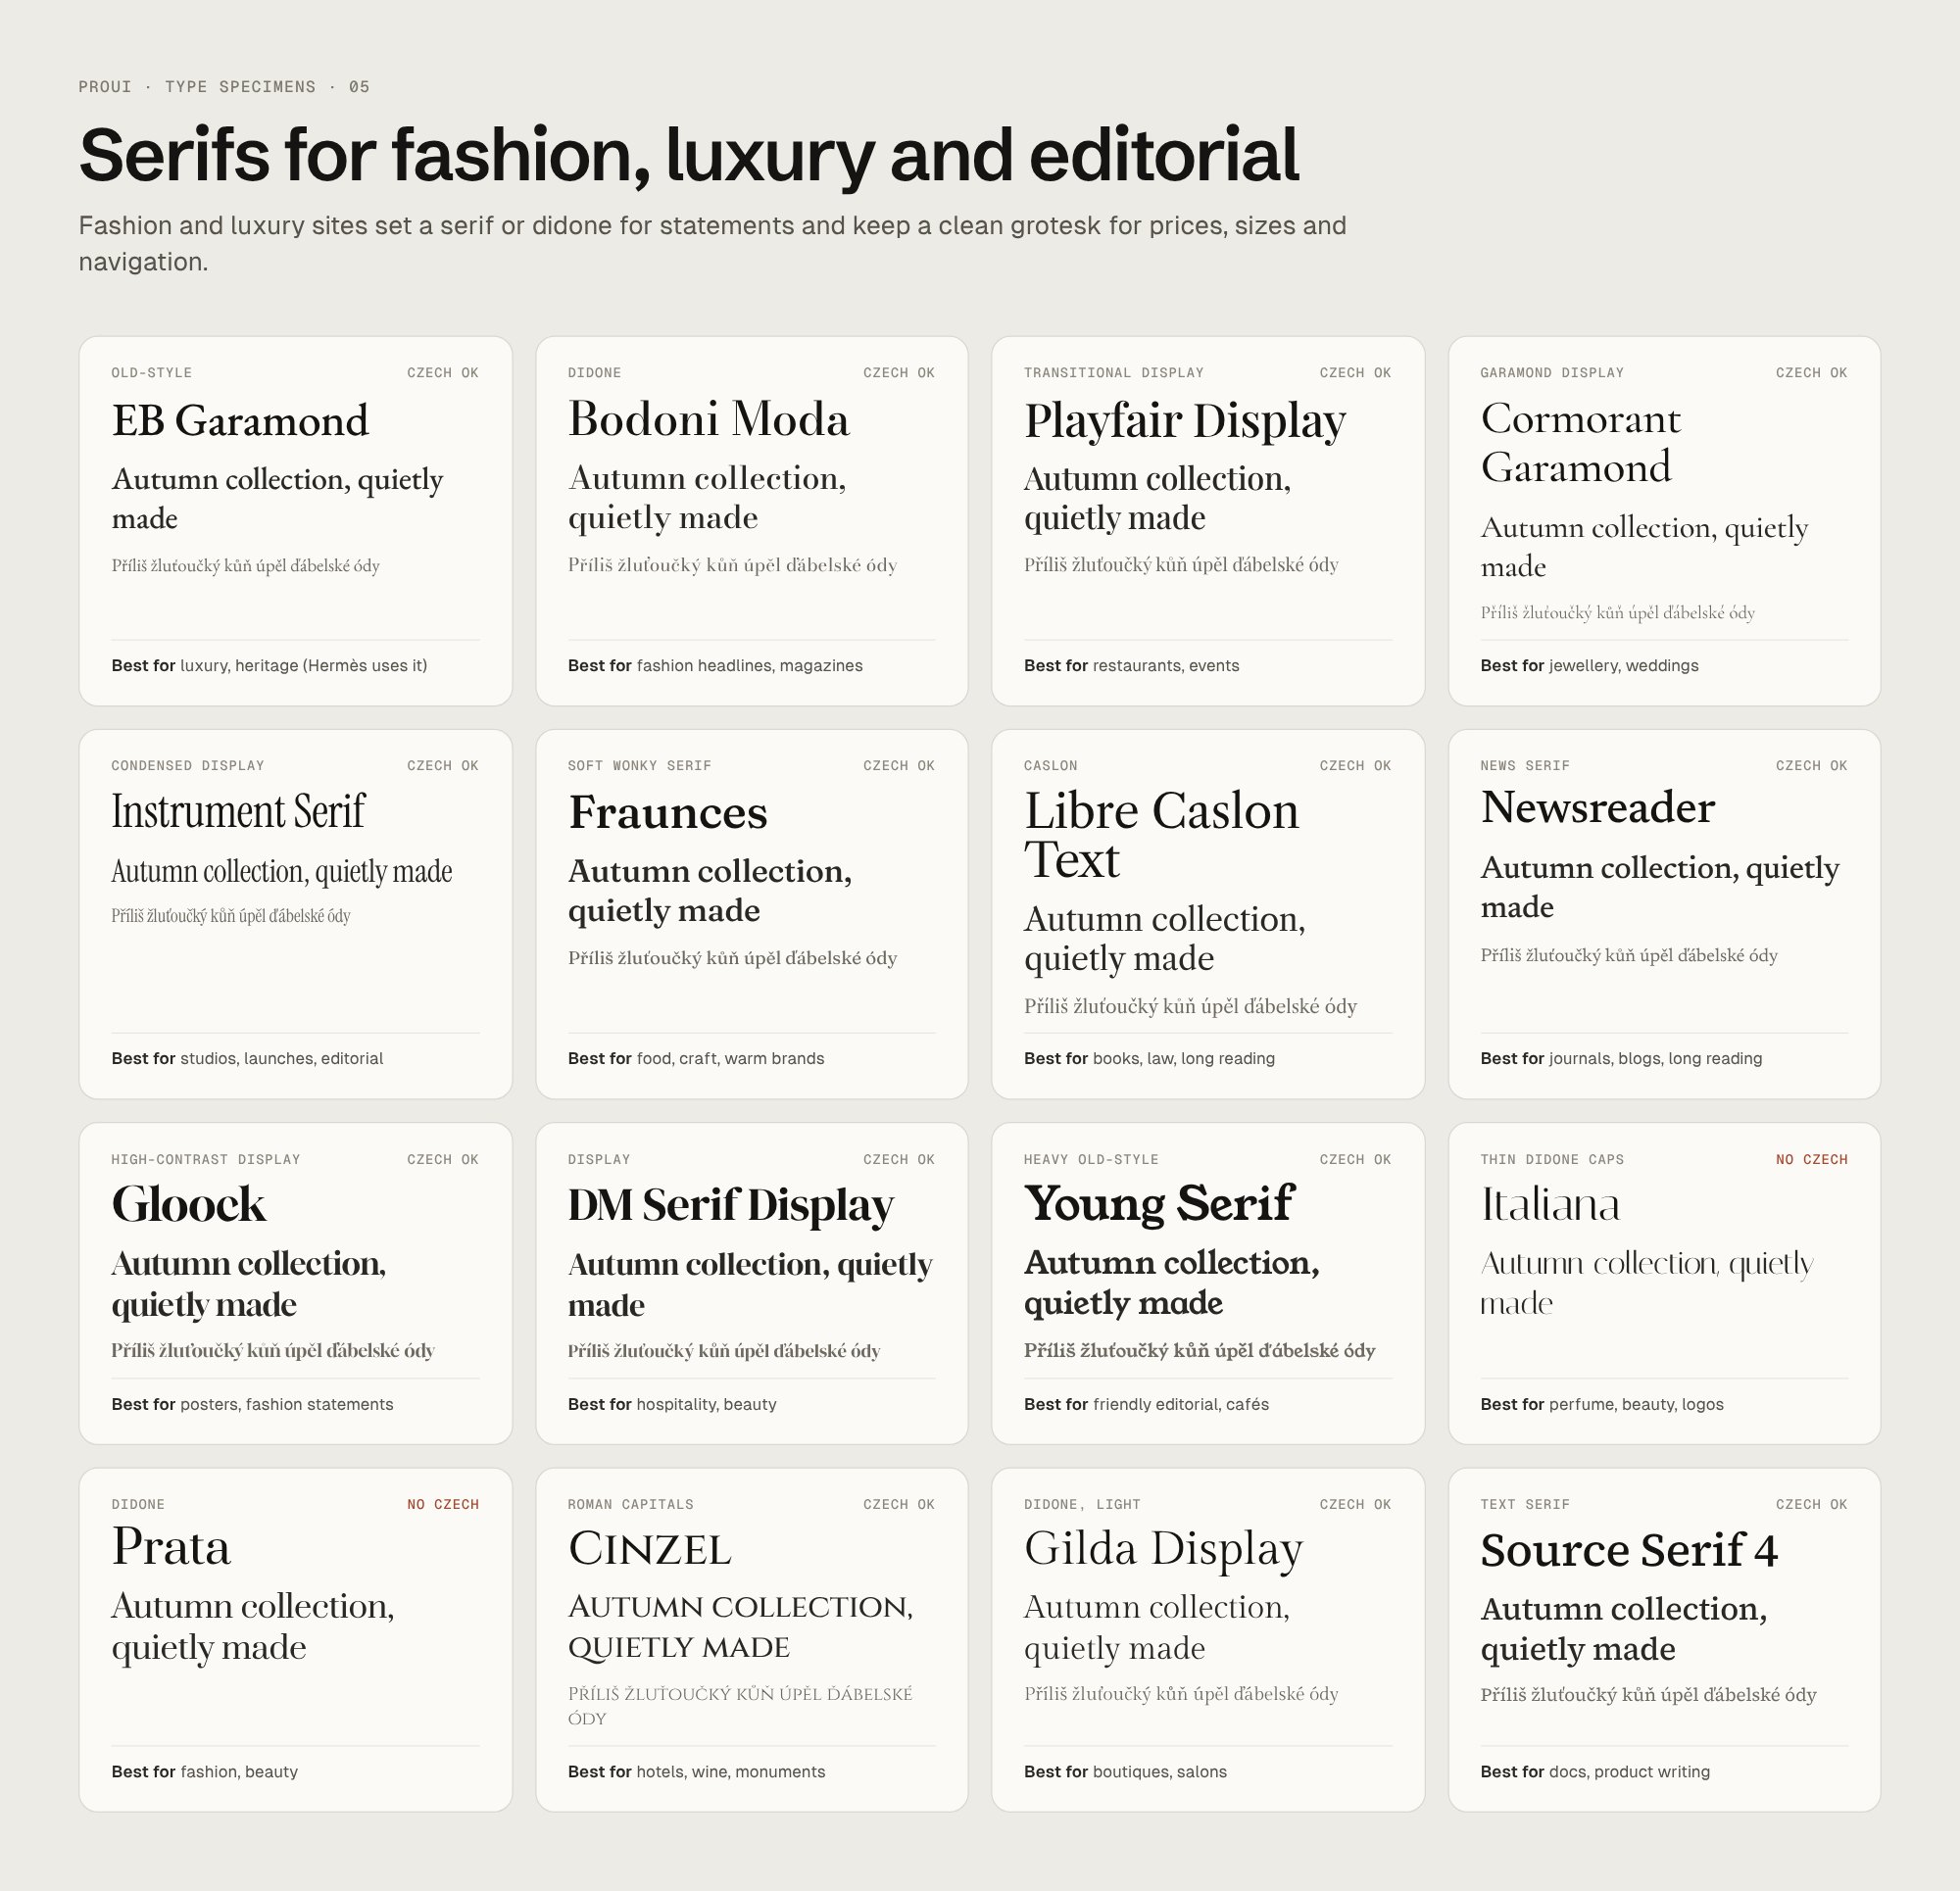 PROUI · TYPE SPECIMENS · 05
Serifs for fashion, luxury and editorial
Fashion and luxury sites set a serif or didone for statements and keep a clean grotesk for prices, sizes and
navigation.
OLD-STYLE CZECH OK
EB Garamond
Autumn collection, quietly
made
Příliš žluťoučký kůň úpěl ďábelské ódy
Best for luxury, heritage (Hermès uses it)
DIDONE CZECH OK
Bodoni Moda
Autumn collection,
quietly made
Příliš žluťoučký kůň úpěl ďábelské ódy
Best for fashion headlines, magazines
TRANSITIONAL DISPLAY CZECH OK
Playfair Display
Autumn collection,
quietly made
Příliš žluťoučký kůň úpěl ďábelské ódy
Best for restaurants, events
GARAMOND DISPLAY CZECH OK
Cormorant
Garamond
Autumn collection, quietly
made
Příliš žluťoučký kůň úpěl ďábelské ódy
Best for jewellery, weddings
CONDENSED DISPLAY CZECH OK
Instrument Serif
Autumn collection, quietly made
Příliš žluťoučký kůň úpěl ďábelské ódy
Best for studios, launches, editorial
SOFT WONKY SERIF CZECH OK
Fraunces
Autumn collection,
quietly made
Příliš žluťoučký kůň úpěl ďábelské ódy
Best for food, craft, warm brands
CASLON CZECH OK
Libre Caslon
Text
Autumn collection,
quietly made
Příliš žluťoučký kůň úpěl ďábelské ódy
Best for books, law, long reading
NEWS SERIF CZECH OK
Newsreader
Autumn collection, quietly
made
Příliš žluťoučký kůň úpěl ďábelské ódy
Best for journals, blogs, long reading
HIGH-CONTRAST DISPLAY CZECH OK
Gloock
Autumn collection,
quietly made
Příliš žluťoučký kůň úpěl ďábelské ódy
Best for posters, fashion statements
DISPLAY CZECH OK
DM Serif Display
Autumn collection, quietly
made
Příliš žluťoučký kůň úpěl ďábelské ódy
Best for hospitality, beauty
HEAVY OLD-STYLE CZECH OK
Young Serif
Autumn collection,
quietly made
Příliš žluťoučký kůň úpěl ďábelské ódy
Best for friendly editorial, cafés
THIN DIDONE CAPS NO CZECH
Italiana
Autumn collection, quietly
made
Best for perfume, beauty, logos
DIDONE NO CZECH
Prata
Autumn collection,
quietly made
Best for fashion, beauty
ROMAN CAPITALS CZECH OK
CINZEL
AUTUMN COLLECTION,
QUIETLY MADE
PŘÍLIŠ ŽLUŤOUČKÝ KŮŇ ÚPĚL ĎÁBELSKÉ
ÓDY
Best for hotels, wine, monuments
DIDONE, LIGHT CZECH OK
Gilda Display
Autumn collection,
quietly made
Příliš žluťoučký kůň úpěl ďábelské ódy
Best for boutiques, salons
TEXT SERIF CZECH OK
Source Serif 4
Autumn collection,
quietly made
Příliš žluťoučký kůň úpěl ďábelské ódy
Best for docs, product writing